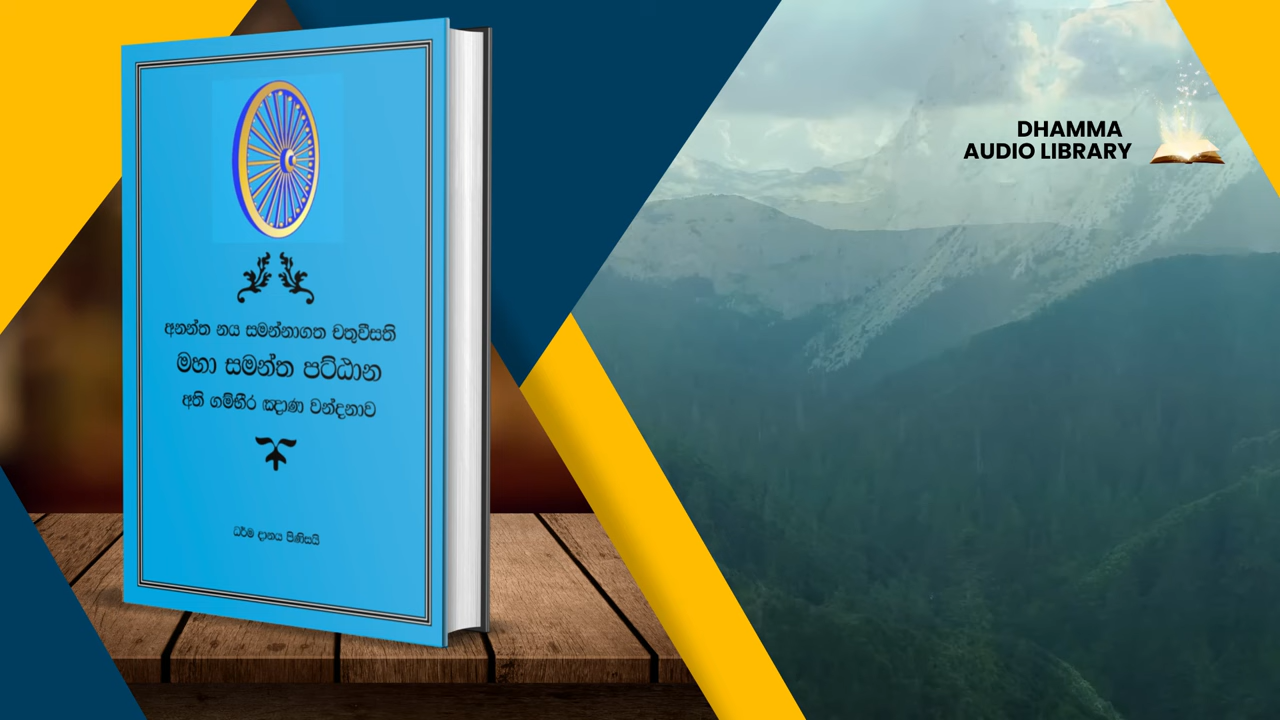 අනන්ත නය සමන්නාගත චතුවීසති
මහා සමන්ත පට්ඨාන
අති ගම්භීර ඤාණ වන්දනාව
ධර්ම දානය පිණිසයි
DHAMMA
AUDIO LIBRARY